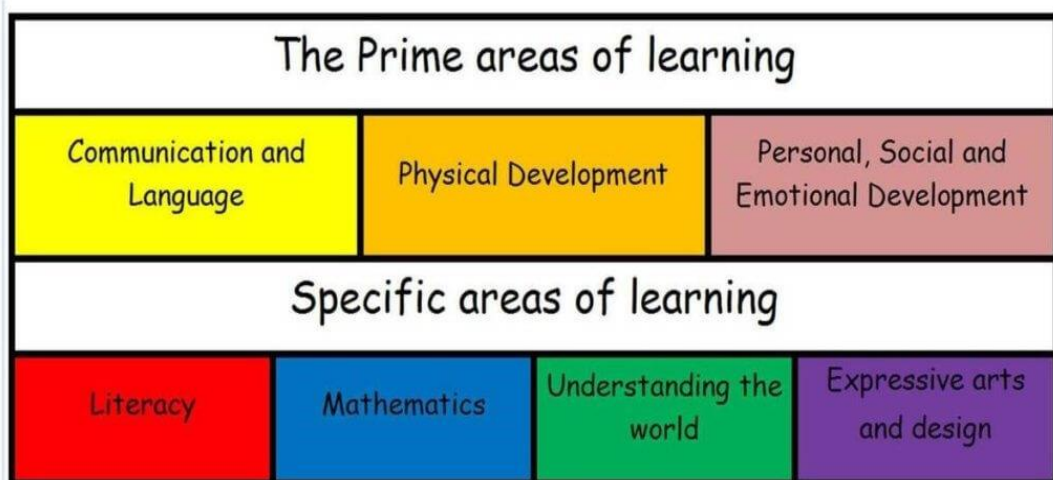 The Prime areas of learning
Communication and
Language
Physical Development
Personal, Social and
Emotional Development
Specific areas of learning
Literacy
Mathematics
Understanding the
world
Expressive arts
and design